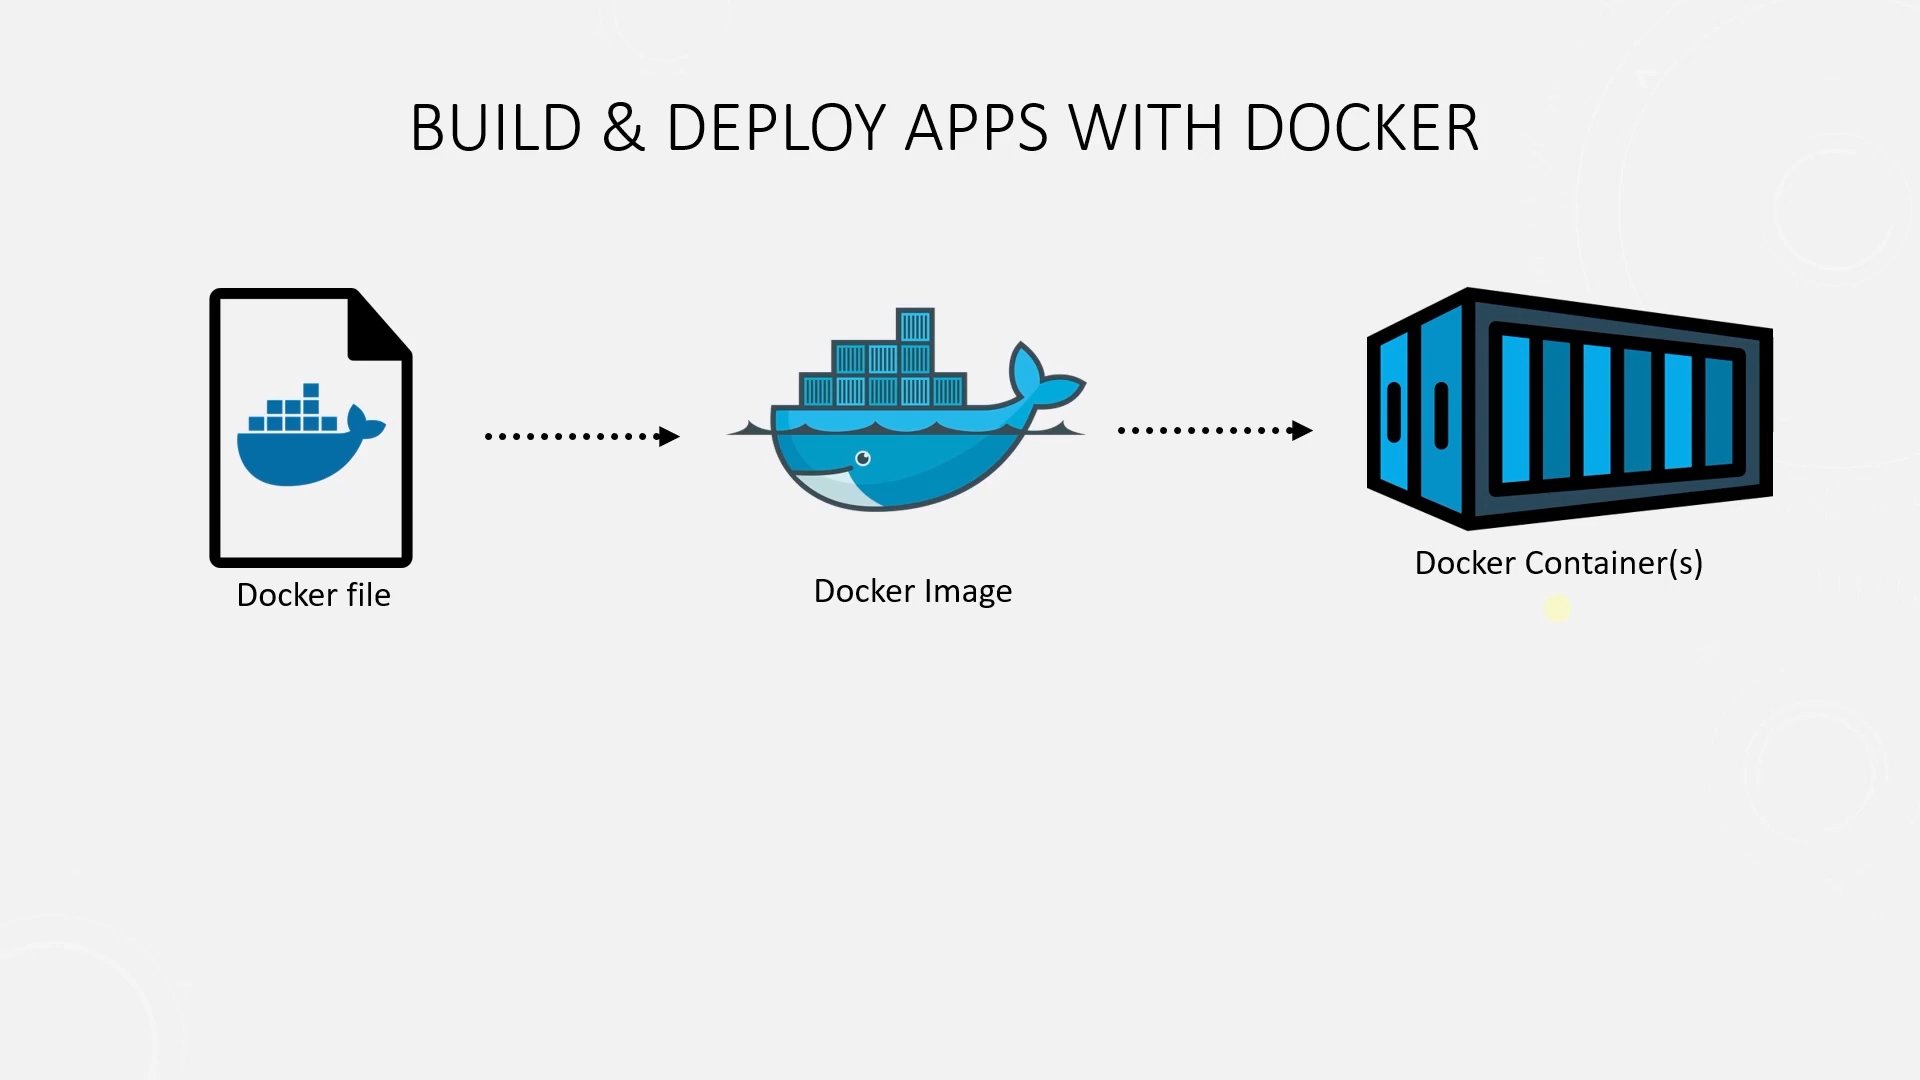 BUILD & DEPLOY APPS WITH DOCKER
Docker file
Docker Image
Docker Container(s)